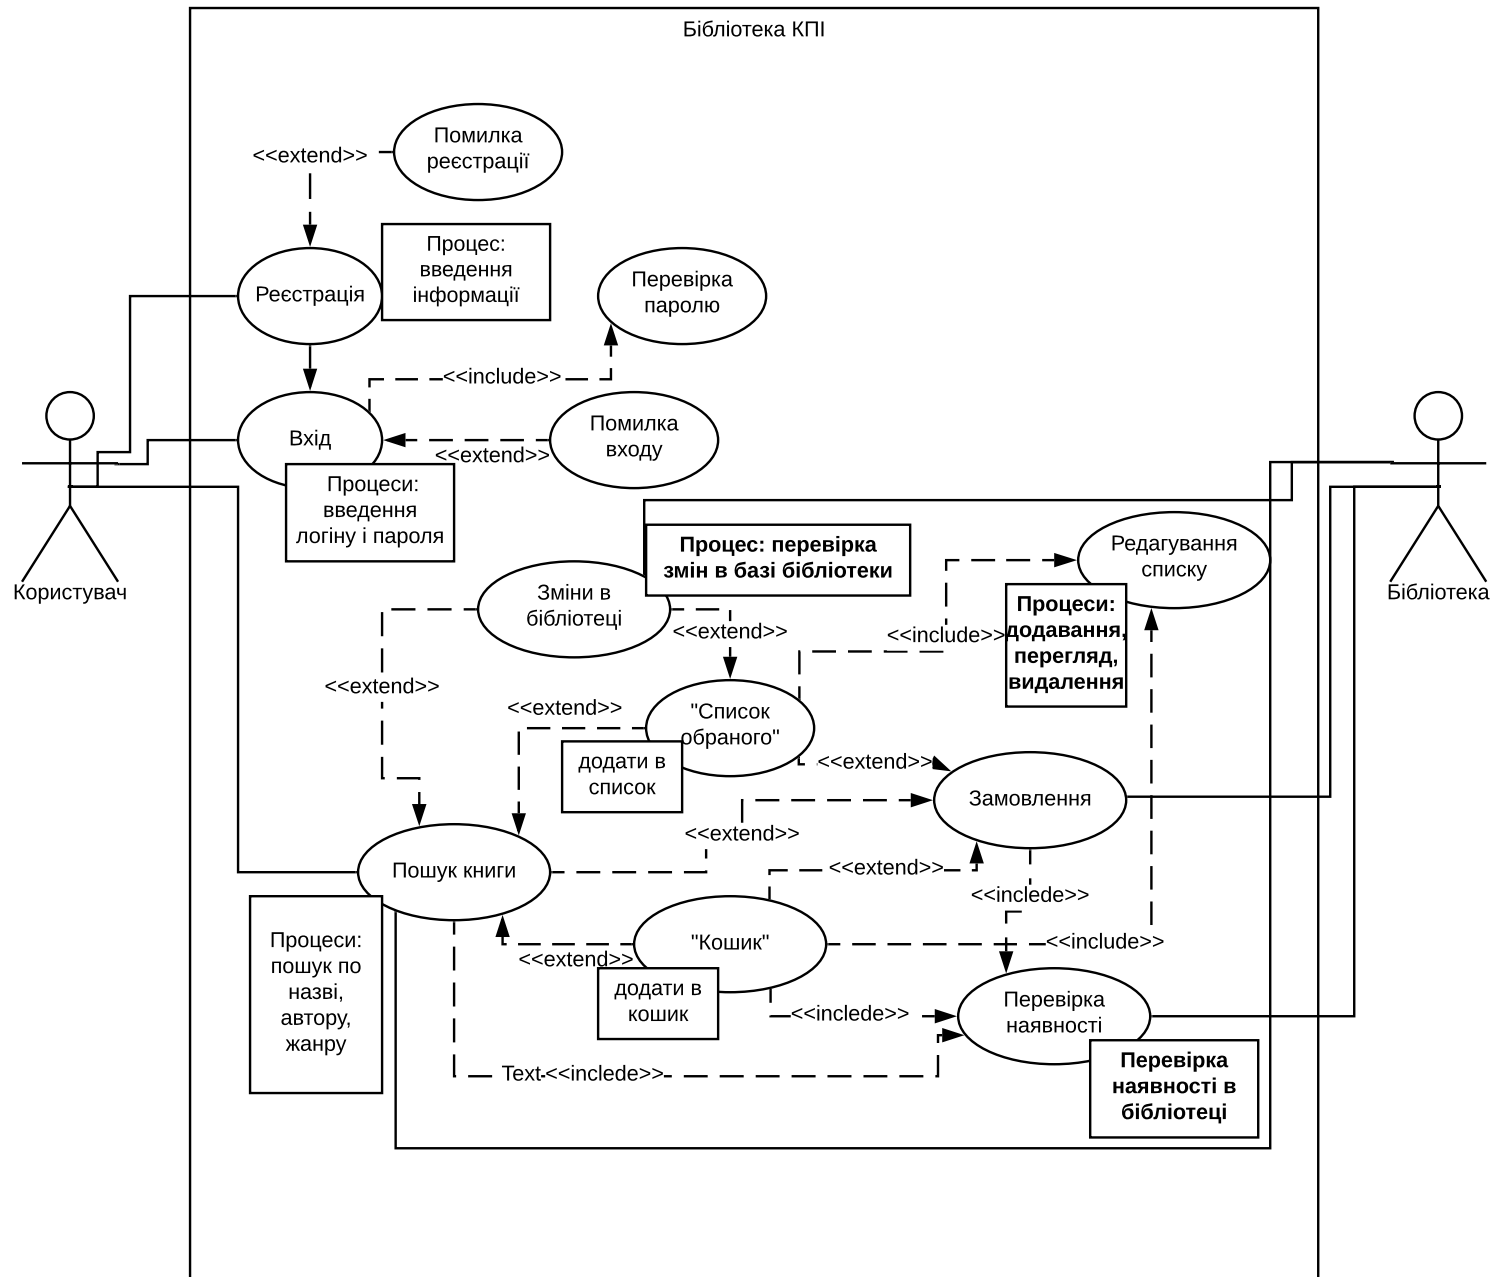 Бібліотека КПІ
Помилка
реєстрації
<<extend>>
Процес:
введення
інформації
Реєстрація
Перевірка
паролю
<<include>>
Вхід
Помилка
входу
<<extend>>
Процеси:
введення
логіну і пароля
Користувач
Бібліотека
Процес: перевірка
змін в базі бібліотеки
Редагування
списку
Зміни в
бібліотеці
Процеси:
додавання,
перегляд,
видалення
<<extend>>
<<include>>
<<extend>>
<<extend>>
"Список
обраного"
додати в
список
<<extend>>
Замовлення
<<extend>>
Пошук книги
<<extend>>
<<inclede>>
Процеси:
пошук по
назві,
автору,
жанру
"Кошик"
<<include>>
<<extend>>
додати в
кошик
<<inclede>>
Перевірка
наявності
Перевірка
наявності в
бібліотеці
Text <<inclede>>